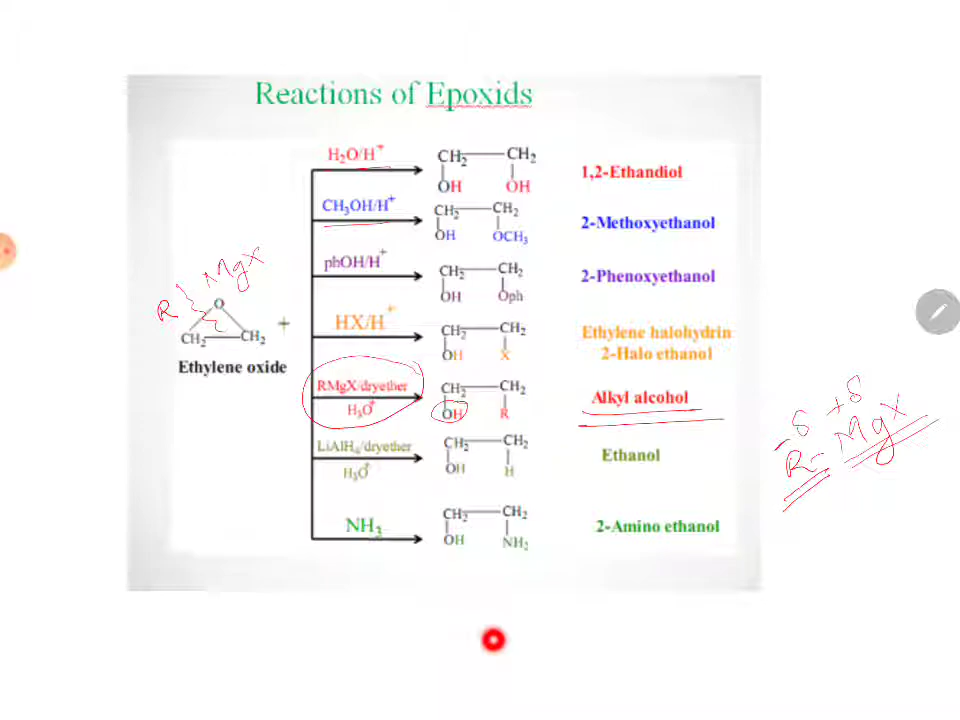 Reactions of Epoxids
H₂O/H⁺
CH₂ CH₂
OH OH
1,2-Ethandiol
CH₃OH/H⁺
CH₂ CH₂
OH OCH₃
2-Methoxyethanol
phOH/H⁺
CH₂ CH₂
OH Oph
2-Phenoxyethanol
R MgX
O
CH₂ CH₂ +
Ethylene oxide
HX/H⁺
CH₂ CH₂
OH X
Ethylene halohydrin
2-Halo ethanol
RMgX/dryether
H₃O⁺
CH₂ CH₂
OH R
Alkyl alcohol
-δ +δ
R- MgX
LiAlH₄/dryether
H₃O⁺
CH₂ CH₂
OH H
Ethanol
NH₃
CH₂ CH₂
OH NH₂
2-Amino ethanol